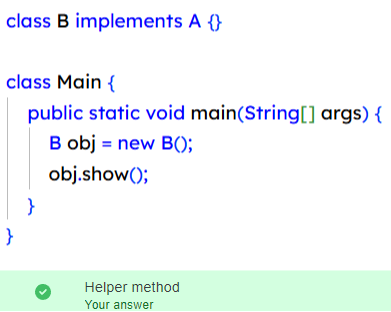 class B implements A {}
class Main {
public static void main(String[] args) {
B obj = new B();
obj.show();
}
}
Helper method
Your answer